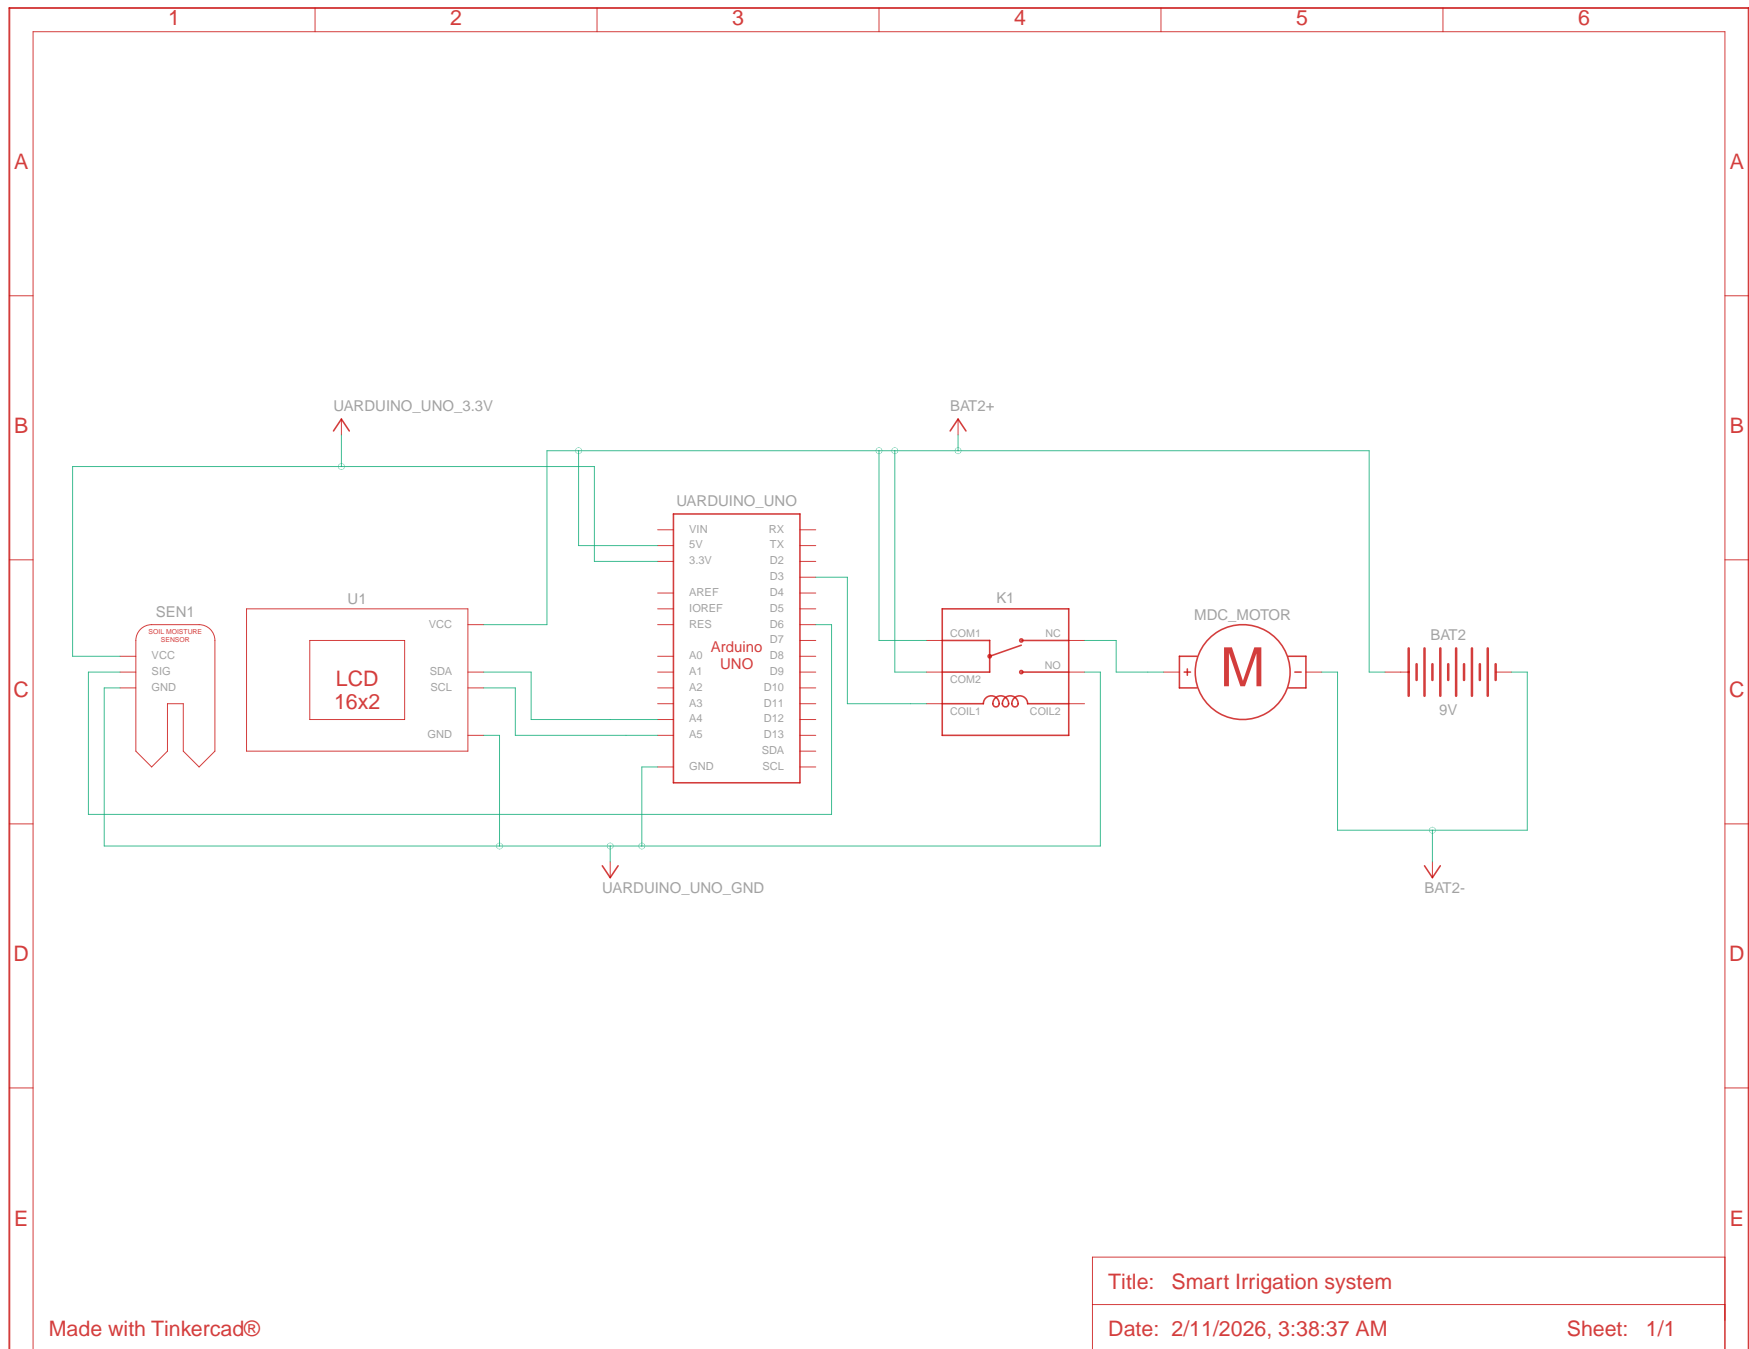 1 2 3 4 5 6
A A
UARDUINO_UNO_3.3V BAT2+
B B
UARDUINO_UNO
VIN RX
5V TX
3.3V D2
D3
AREF D4
IOREF D5
RES D6
D7
A0 D8
A1 D9
A2 D10
A3 D11
A4 D12
A5 D13
SDA
GND SCL
Arduino
UNO
SEN1
SOIL MOISTURE
SENSOR
VCC
SIG
GND
U1
VCC
SDA
SCL
GND
LCD
16x2
K1
COM1 NC
NO
COM2
COIL1 COIL2
MDC_MOTOR
+ M -
BAT2
9V
C C
UARDUINO_UNO_GND BAT2-
D D
E E
Title: Smart Irrigation system
Made with Tinkercad®
Date: 2/11/2026, 3:38:37 AM Sheet: 1/1